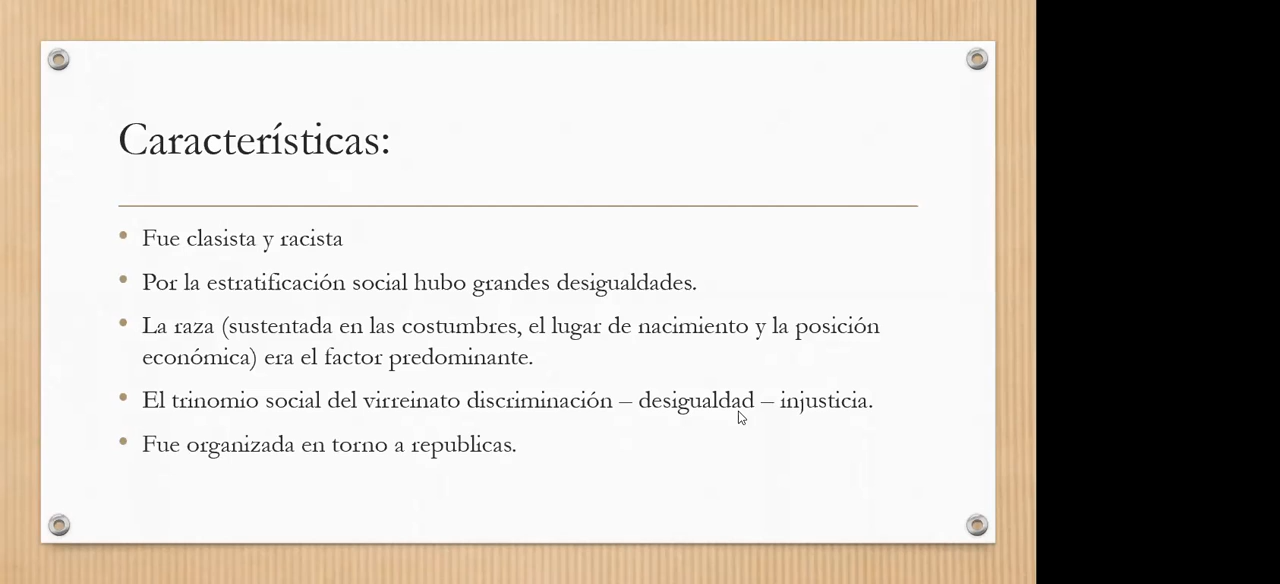 Características:
Fue clasista y racista
Por la estratificación social hubo grandes desigualdades.
La raza (sustentada en las costumbres, el lugar de nacimiento y la posición
económica) era el factor predominante.
El trinomio social del virreinato discriminación – desigualdad – injusticia.
Fue organizada en torno a republicas.